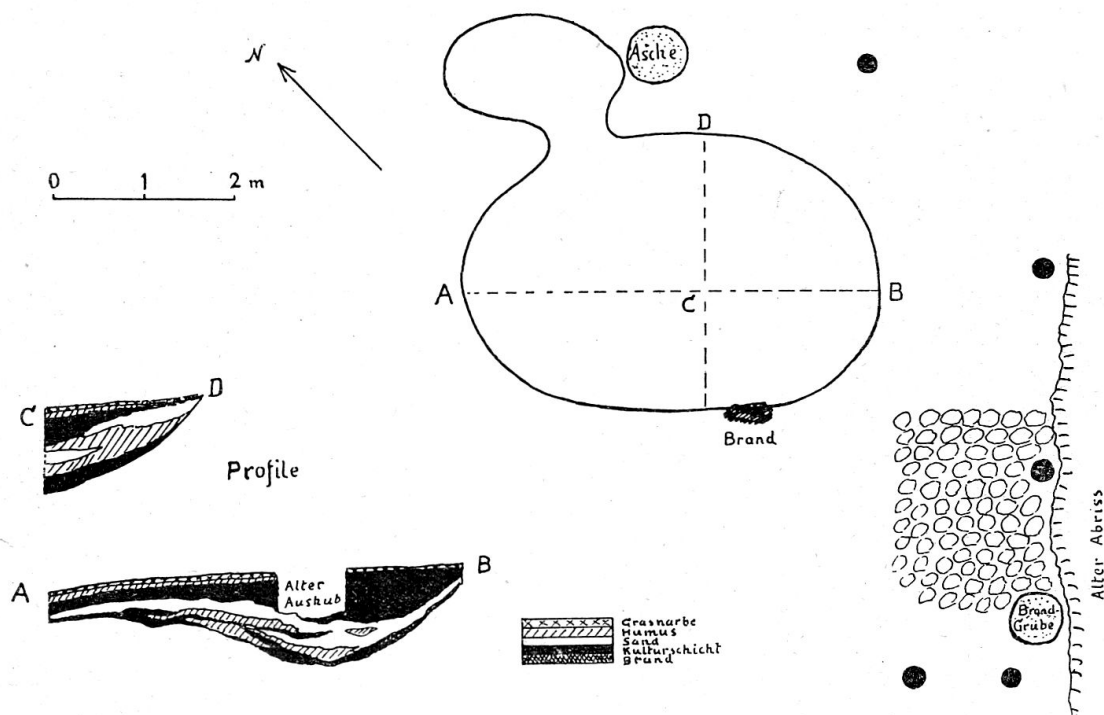 N
0 1 2 m
Asche
D
A
C
B
Brand
C
D
Profile
A
Alter
Aushub
B
Grasnarbe
Humus
Sand
Kulturschicht
Brand
Brand-
Grube
Alter Abriss